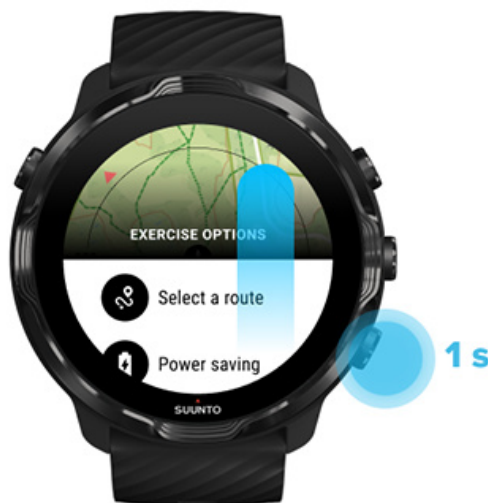 EXERCISE OPTIONS
Select a route
Power saving
SUUNTO
1 s